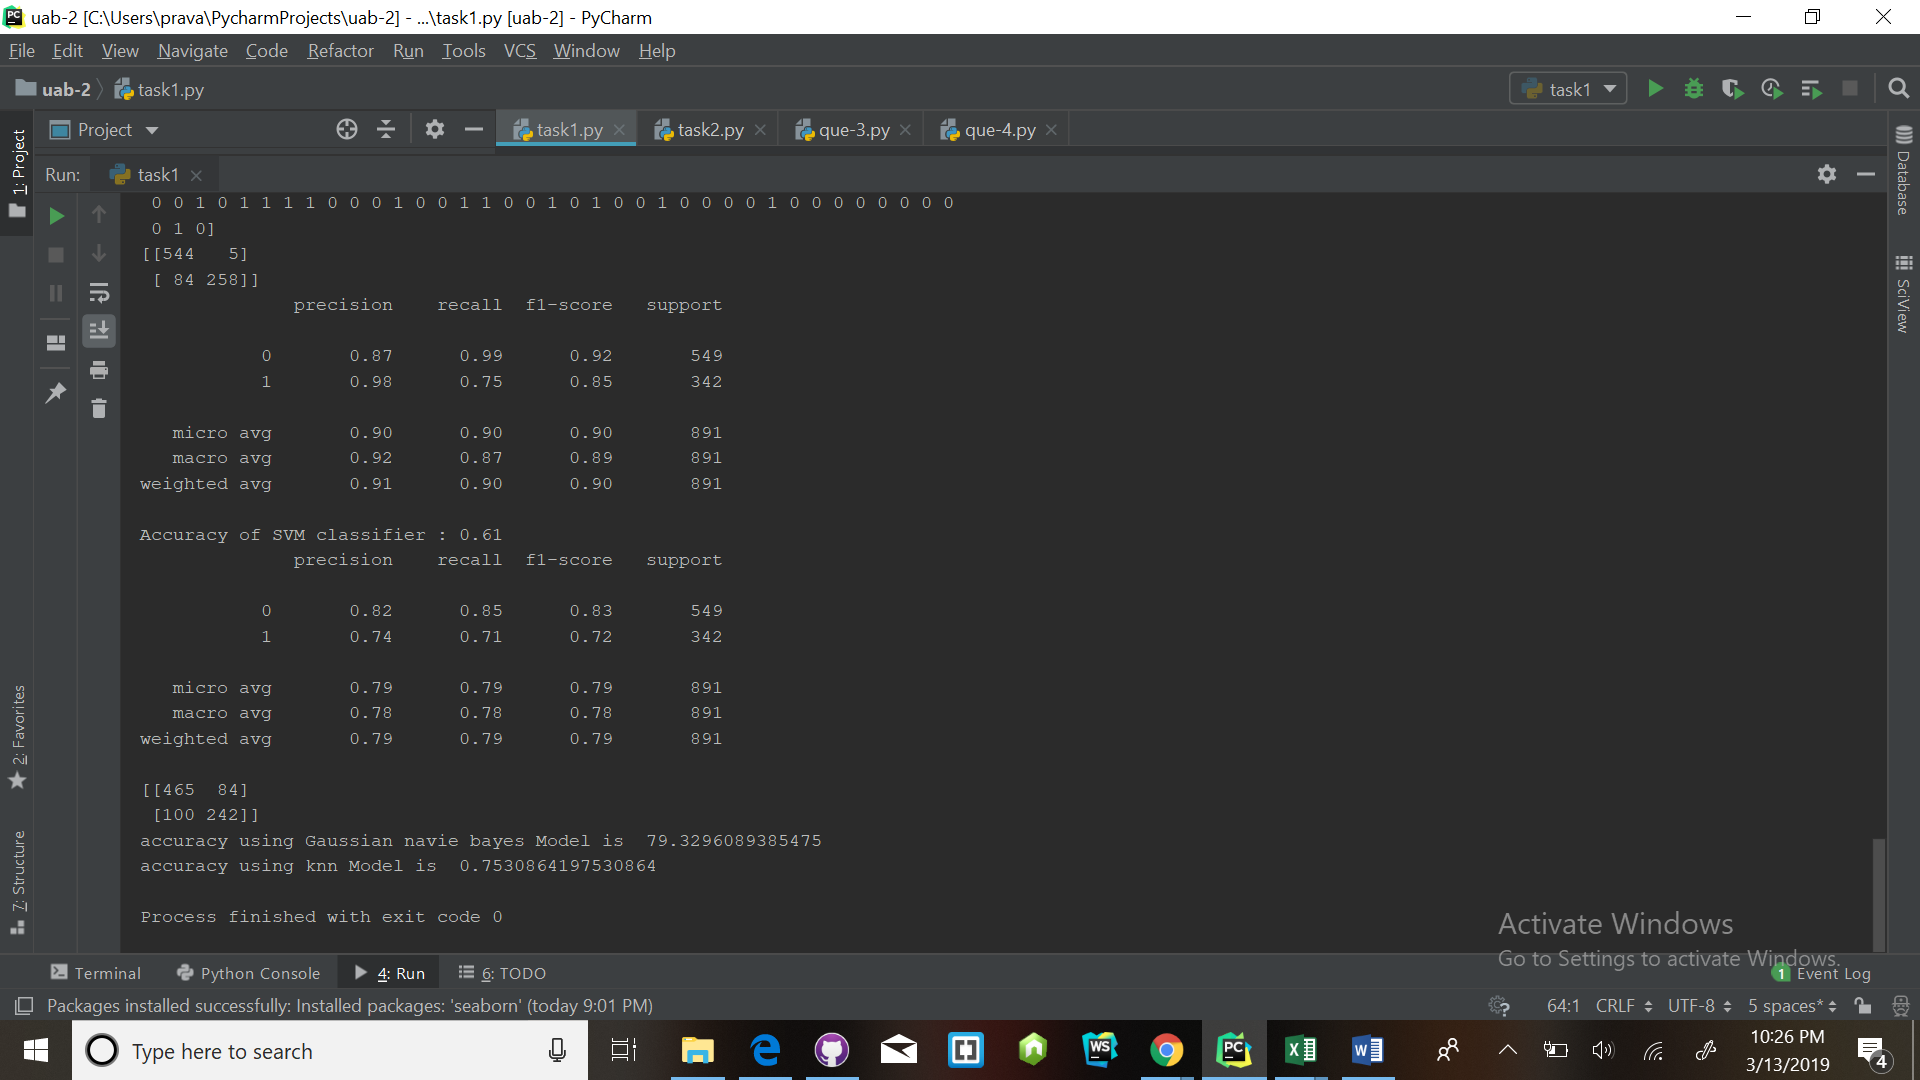 PC uab-2 [C:\Users\prava\PycharmProjects\uab-2] - ...\task1.py [uab-2] - PyCharm
File Edit View Navigate Code Refactor Run Tools VCS Window Help
uab-2 task1.py task1
1: Project
Project task1.py task2.py que-3.py que-4.py
Database
SciView
Run: task1
0 0 1 0 1 1 1 1 0 0 0 1 0 0 1 1 0 0 1 0 1 0 0 1 0 0 0 0 1 0 0 0 0 0 0 0 0
0 1 0]
[[544   5]
[ 84 258]]
precision recall f1-score support
0 0.87 0.99 0.92 549
1 0.98 0.75 0.85 342
micro avg 0.90 0.90 0.90 891
macro avg 0.92 0.87 0.89 891
weighted avg 0.91 0.90 0.90 891
Accuracy of SVM classifier : 0.61
precision recall f1-score support
0 0.82 0.85 0.83 549
1 0.74 0.71 0.72 342
micro avg 0.79 0.79 0.79 891
macro avg 0.78 0.78 0.78 891
weighted avg 0.79 0.79 0.79 891
[[465  84]
[100 242]]
accuracy using Gaussian navie bayes Model is  79.3296089385475
accuracy using knn Model is  0.7530864197530864
Process finished with exit code 0
2: Favorites
7: Structure
Activate Windows
Go to Settings to activate Windows.
Terminal Python Console 4: Run 6: TODO 1 Event Log
Packages installed successfully: Installed packages: 'seaborn' (today 9:01 PM) 64:1 CRLF UTF-8 5 spaces*
Type here to search
WS
PC
10:26 PM
3/13/2019
4